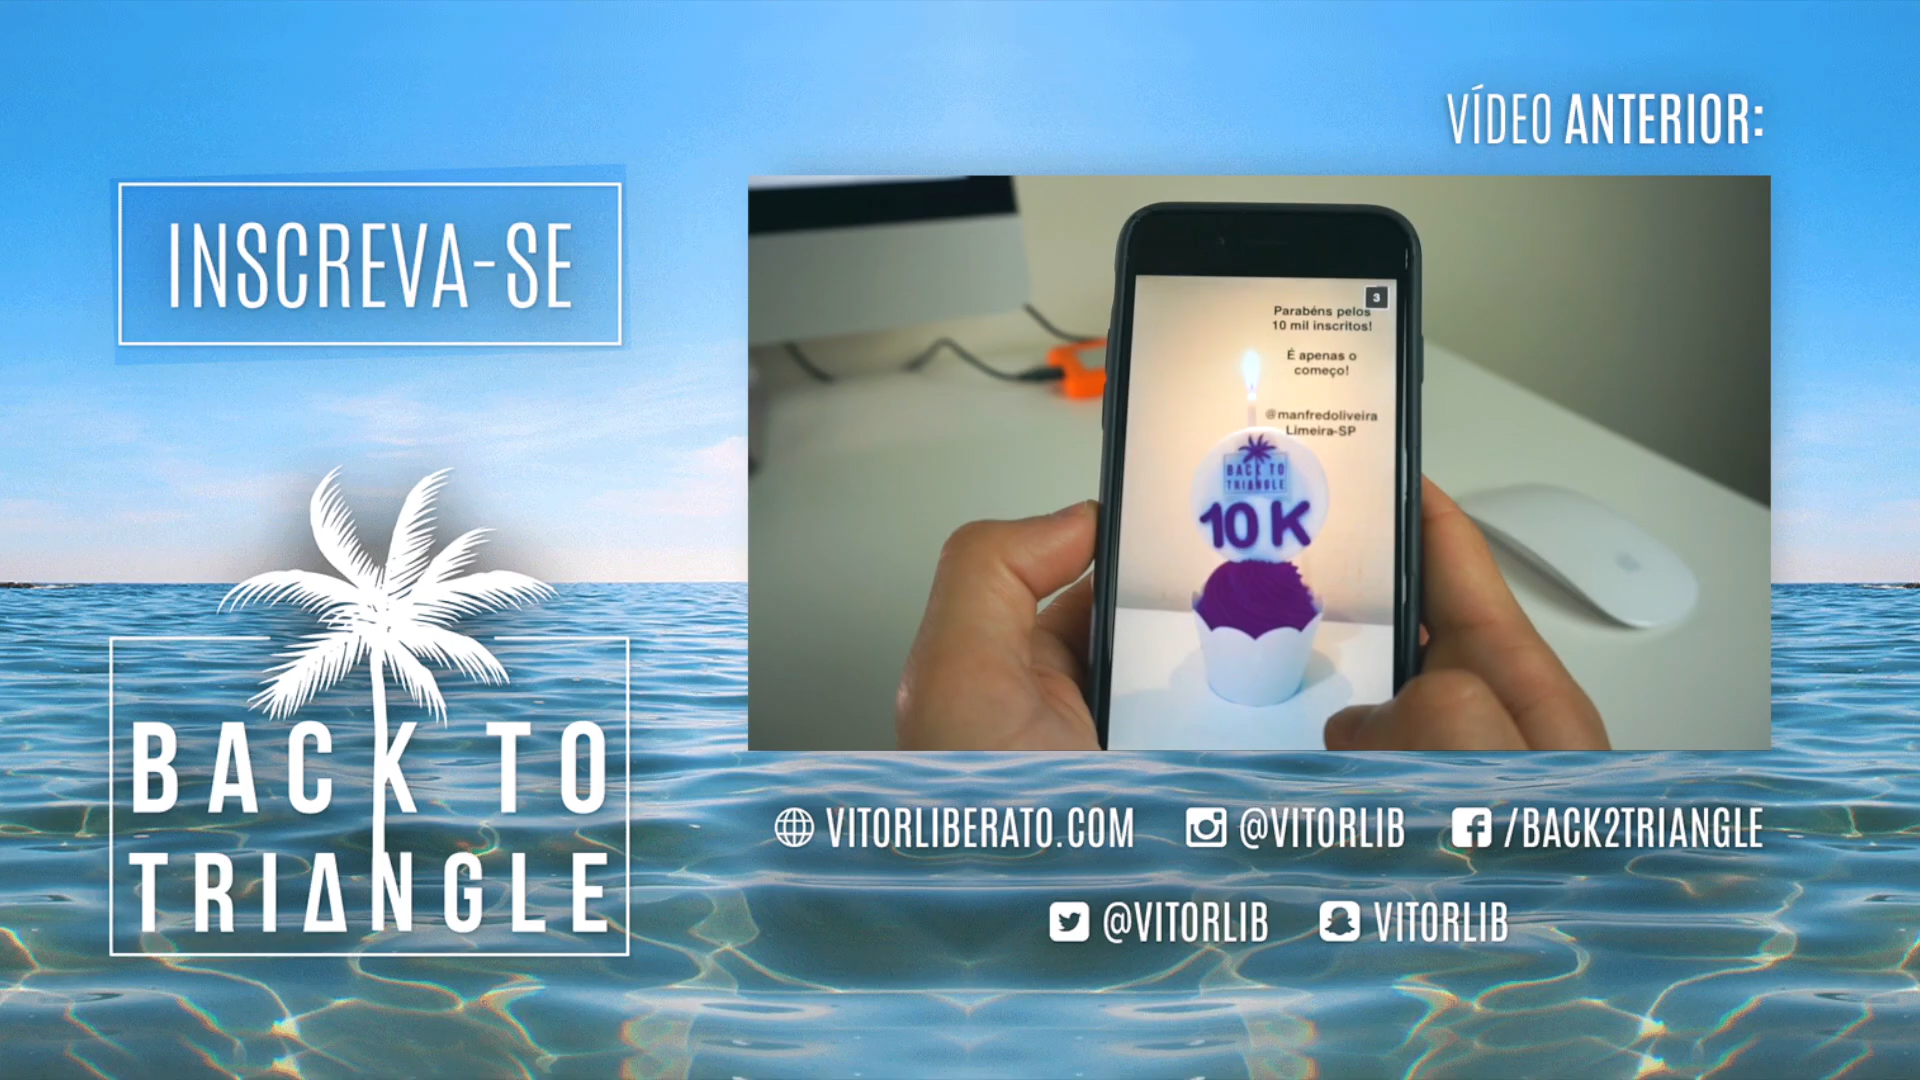 VÍDEO ANTERIOR:
INSCREVA-SE
3
Parabéns pelos
10 mil inscritos!
É apenas o
começo!
@manfredoliveira
Limeira-SP
BACK TO
TRIANGLE
10 K
BACK TO
TRIANGLE
VITORLIBERATO.COM @VITORLIB /BACK2TRIANGLE
@VITORLIB VITORLIB